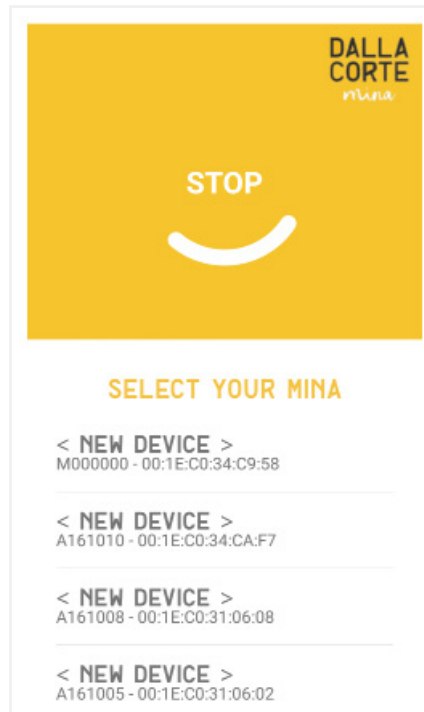 DALLA
CORTE
mina
STOP
SELECT YOUR MINA
< NEW DEVICE >
M000000 - 00:1E:C0:34:C9:58
< NEW DEVICE >
A161010 - 00:1E:C0:34:CA:F7
< NEW DEVICE >
A161008 - 00:1E:C0:31:06:08
< NEW DEVICE >
A161005 - 00:1E:C0:31:06:02